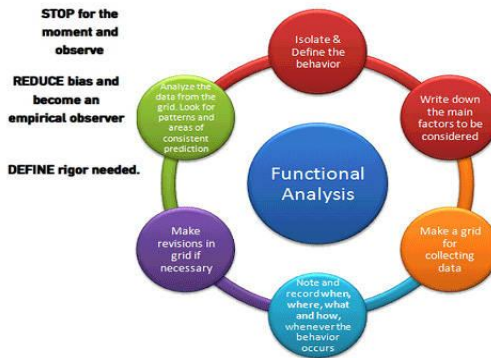 STOP for the
moment and
observe
REDUCE bias and
become an
empirical observer
DEFINE rigor needed.
Isolate &
Define the
behavior
Write down
the main
factors to be
considered
Make a grid
for
collecting
data
Note and
record when,
where, what
and how,
whenever the
behavior
occurs
Make
revisions in
grid if
necessary
Analyze the
data from the
grid. Look for
patterns and
areas of
consistent
prediction
Functional
Analysis